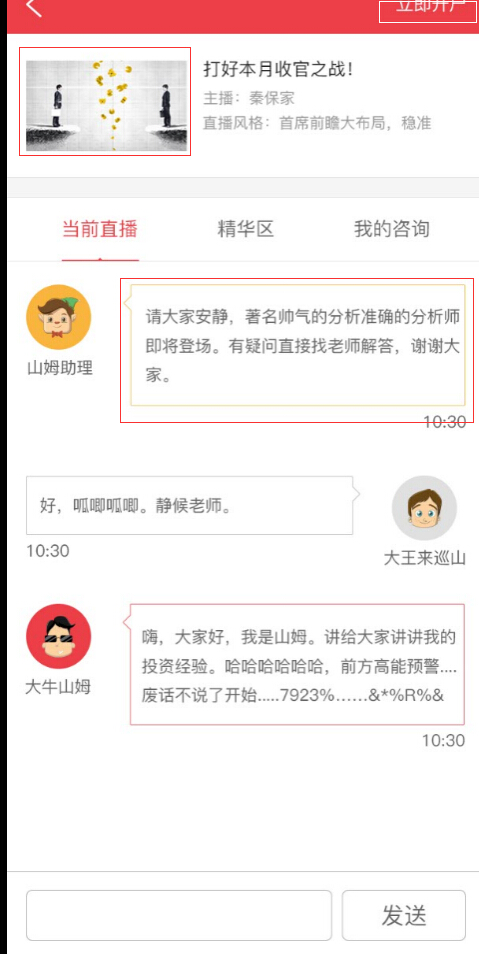 立即开户
打好本月收官之战！
主播：秦保家
直播风格：首席前瞻大布局，稳准
当前直播
精华区
我的咨询
山姆助理
请大家安静，著名帅气的分析准确的分析师
即将登场。有疑问直接找老师解答，谢谢大
家。
10:30
好，呱唧呱唧。静候老师。
10:30
大王来巡山
大牛山姆
嗨，大家好，我是山姆。讲给大家讲讲我的
投资经验。哈哈哈哈哈哈，前方高能预警....
废话不说了开始.....7923%……&*%R%&
10:30
发送